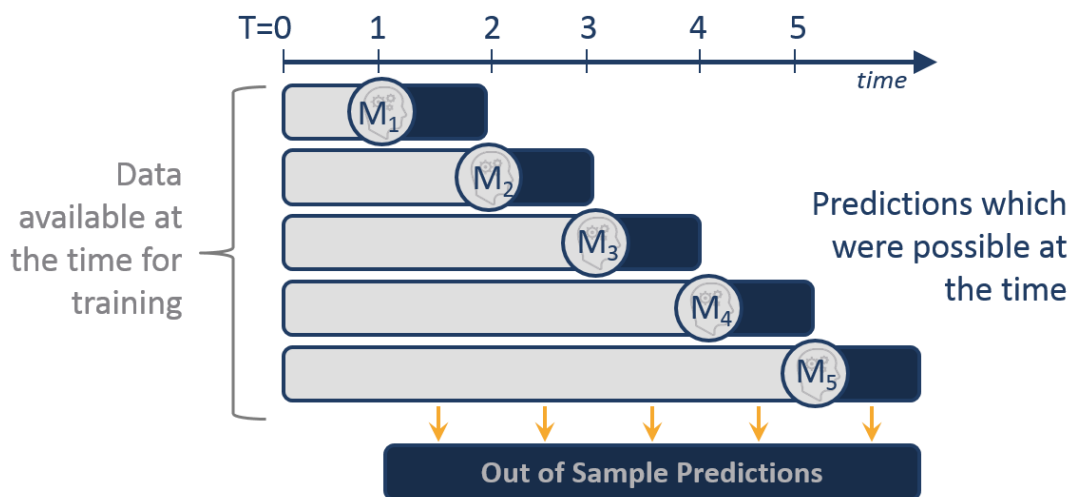 T=0 1 2 3 4 5
time
M1
M2
M3
M4
M5
Data
available at
the time for
training
Predictions which
were possible at
the time
Out of Sample Predictions